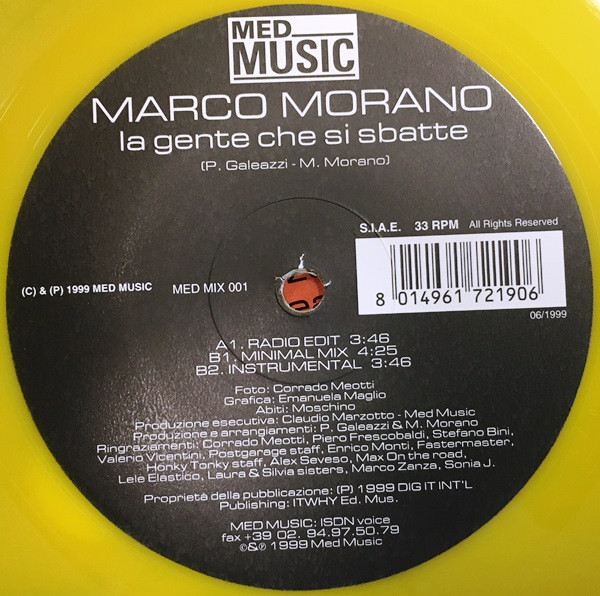 MED
MUSIC
MARCO MORANO
la gente che si sbatte
(P. Galeazzi - M. Morano)
S.I.A.E. 33 RPM All Rights Reserved
8 014961 721906
06/1999
(C) & (P) 1999 MED MUSIC MED MIX 001
A1. RADIO EDIT 3:46
B1. MINIMAL MIX 4:25
B2. INSTRUMENTAL 3:46
Foto: Corrado Meotti
Grafica: Emanuela Maglio
Abiti: Moschino
Produzione esecutiva: Claudio Marzotto - Med Music
Produzione e arrangiamenti: P. Galeazzi & M. Morano
Ringraziamenti: Corrado Meotti, Piero Frescobaldi, Stefano Bini,
Valerio Vicentini, Postgarage staff, Enrico Monti, Fastermaster,
Honky Tonky staff, Alex Seveso, Max On the road,
Lele Elastico, Laura & Silvia sisters, Marco Zanza, Sonia J.
Proprietà della pubblicazione: (P) 1999 DIG IT INT'L
Publishing: ITWHY Ed. Mus.
MED MUSIC: ISDN voice
fax +39 02. 94.97.50.79
©&℗ 1999 Med Music